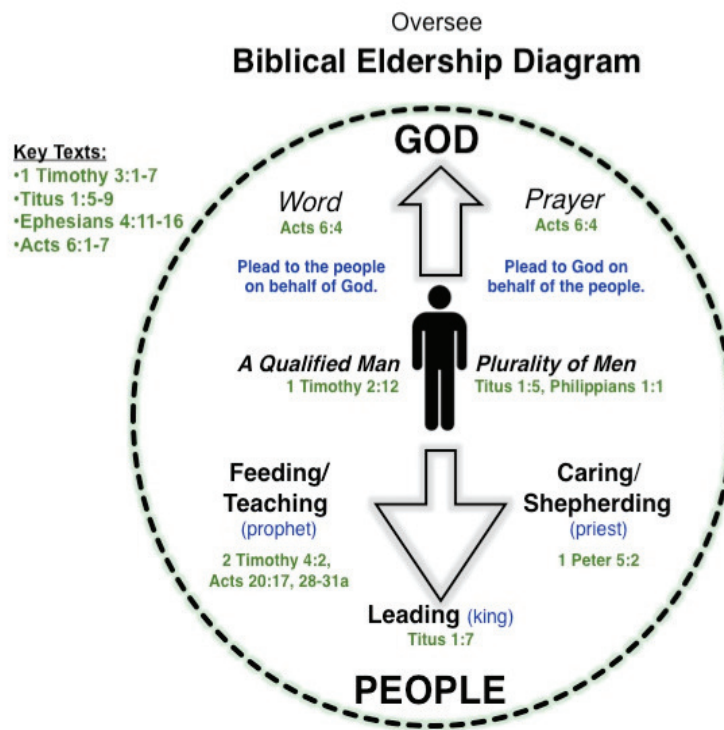 Oversee
Biblical Eldership Diagram
Key Texts:
•1 Timothy 3:1-7
•Titus 1:5-9
•Ephesians 4:11-16
•Acts 6:1-7
GOD
Word
Acts 6:4
Plead to the people
on behalf of God.
Prayer
Acts 6:4
Plead to God on
behalf of the people.
A Qualified Man
1 Timothy 2:12
Plurality of Men
Titus 1:5, Philippians 1:1
Feeding/
Teaching
(prophet)
2 Timothy 4:2,
Acts 20:17, 28-31a
Caring/
Shepherding
(priest)
1 Peter 5:2
Leading (king)
Titus 1:7
PEOPLE